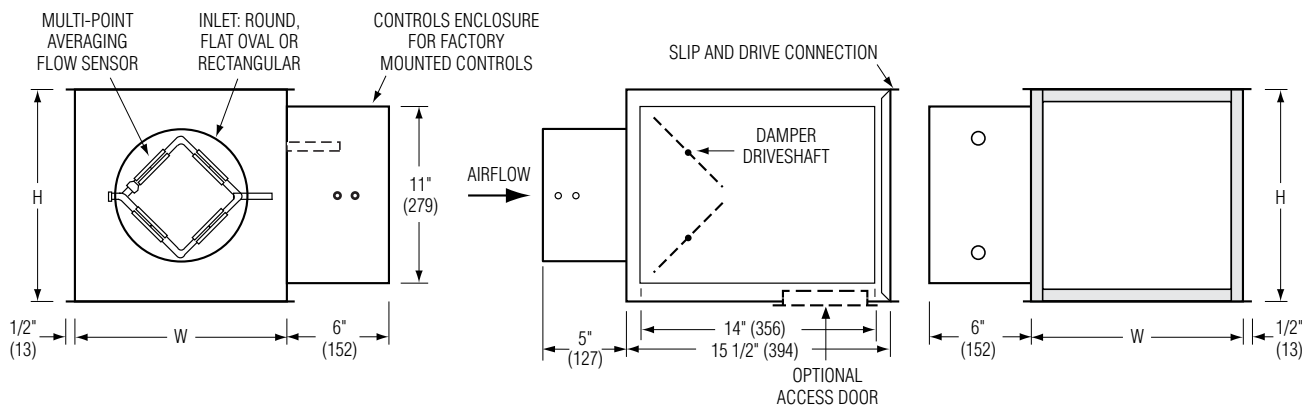 MULTI-POINT
AVERAGING
FLOW SENSOR
INLET: ROUND,
FLAT OVAL OR
RECTANGULAR
CONTROLS ENCLOSURE
FOR FACTORY
MOUNTED CONTROLS
H
11"
(279)
1/2"
(13)
W
6"
(152)
SLIP AND DRIVE CONNECTION
AIRFLOW
DAMPER
DRIVESHAFT
5"
(127)
14" (356)
15 1/2" (394)
OPTIONAL
ACCESS DOOR
H
6"
(152)
W
1/2"
(13)